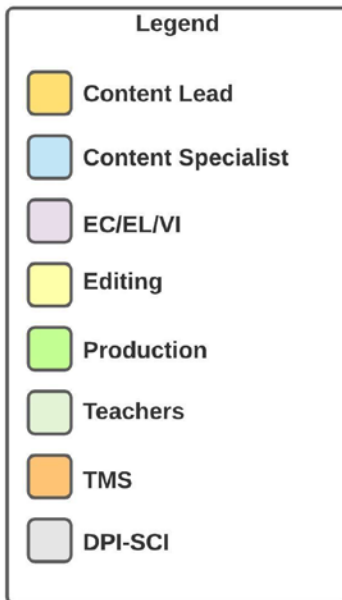 Legend
Content Lead
Content Specialist
EC/EL/VI
Editing
Production
Teachers
TMS
DPI-SCI